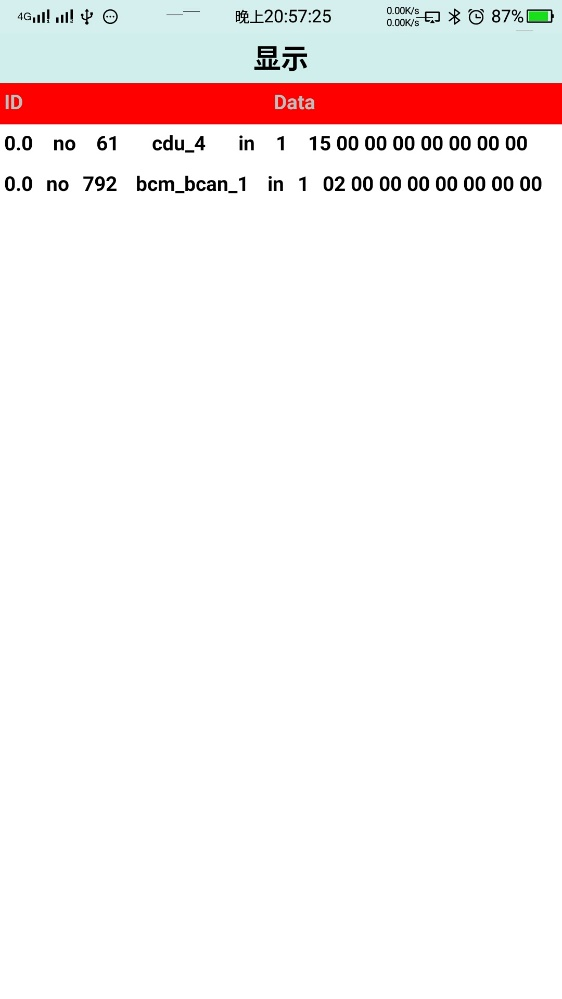 4G 晚上20:57:25 0.00K/s 87%
0.00K/s
显示
ID Data
0.0 no 61 cdu_4 in 1 15 00 00 00 00 00 00 00
0.0 no 792 bcm_bcan_1 in 1 02 00 00 00 00 00 00 00